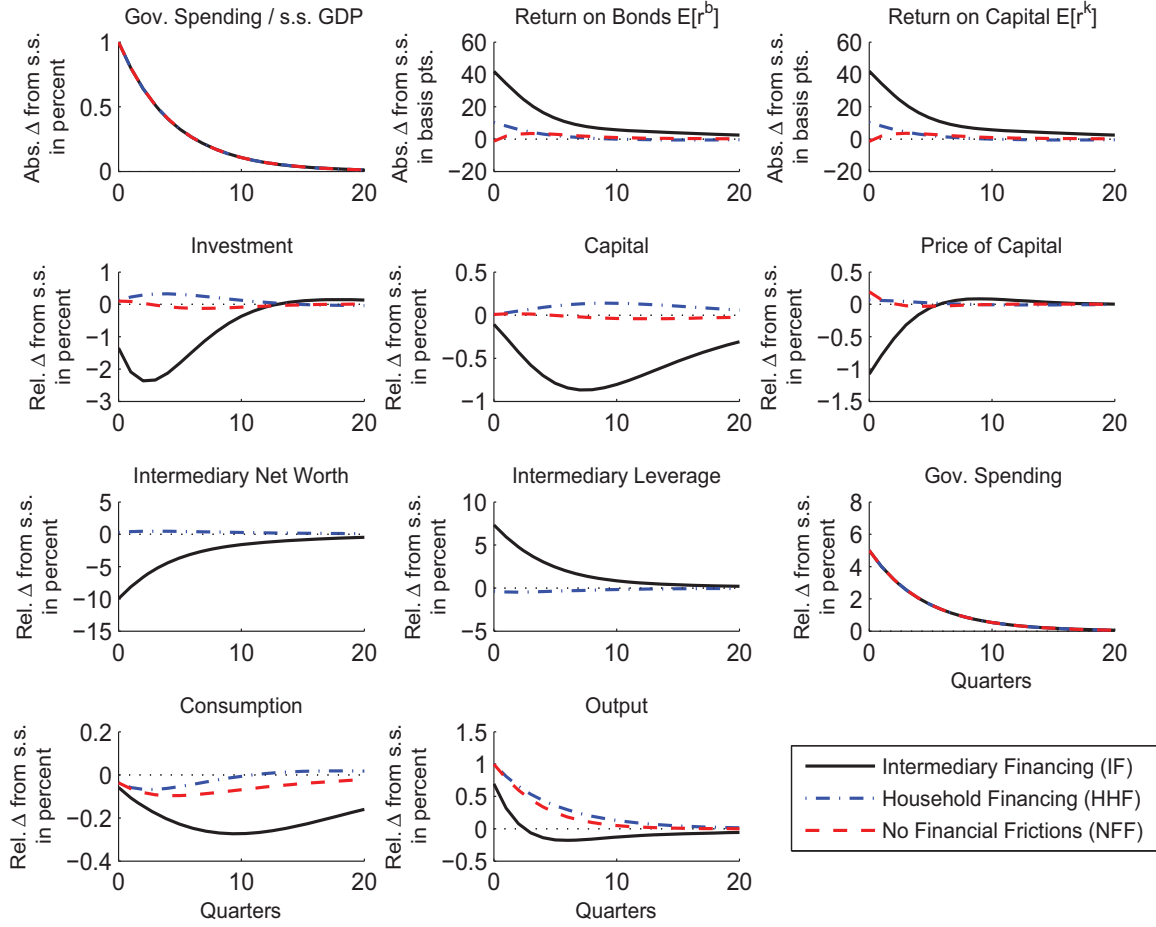 Gov. Spending / s.s. GDP
Abs. Δ from s.s.
in percent
1
0.5
0
0
10
20
Return on Bonds E[r^b]
Abs. Δ from s.s.
in basis pts.
60
40
20
0
−20
0
10
20
Return on Capital E[r^k]
Abs. Δ from s.s.
in basis pts.
60
40
20
0
−20
0
10
20
Investment
Rel. Δ from s.s.
in percent
1
0
−1
−2
−3
0
10
20
Capital
Rel. Δ from s.s.
in percent
0.5
0
−0.5
−1
0
10
20
Price of Capital
Rel. Δ from s.s.
in percent
0.5
0
−0.5
−1
−1.5
0
10
20
Intermediary Net Worth
Rel. Δ from s.s.
in percent
5
0
−5
−10
−15
0
10
20
Intermediary Leverage
Rel. Δ from s.s.
in percent
10
5
0
−5
0
10
20
Gov. Spending
Rel. Δ from s.s.
in percent
8
6
4
2
0
0
10
20
Quarters
Consumption
Rel. Δ from s.s.
in percent
0.2
0
−0.2
−0.4
0
10
20
Quarters
Output
Rel. Δ from s.s.
in percent
1.5
1
0.5
0
−0.5
0
10
20
Quarters
Intermediary Financing (IF)
Household Financing (HHF)
No Financial Frictions (NFF)